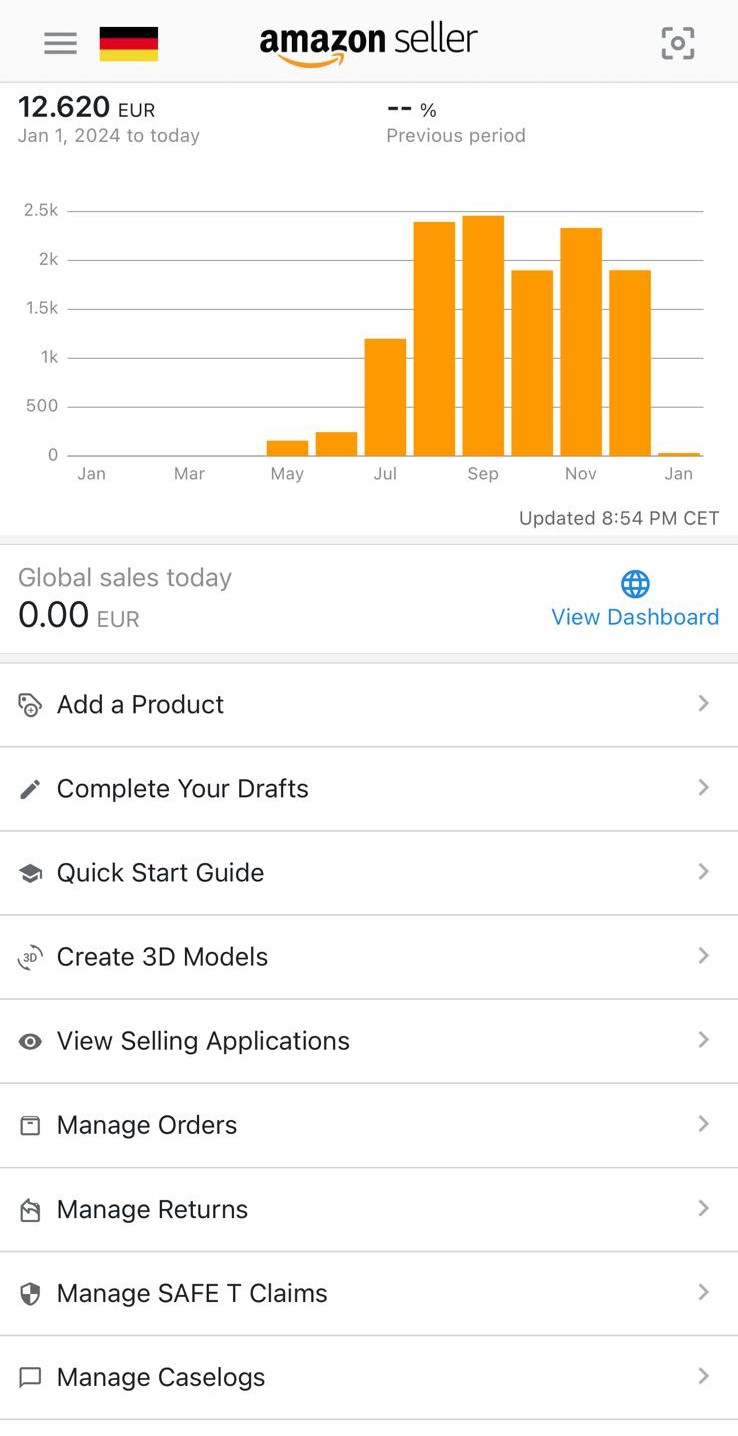 amazon seller
12.620 EUR
Jan 1, 2024 to today
-- %
Previous period
2.5k
2k
1.5k
1k
500
0
Jan Mar May Jul Sep Nov Jan
Updated 8:54 PM CET
Global sales today
0.00 EUR
View Dashboard
Add a Product
Complete Your Drafts
Quick Start Guide
3D Create 3D Models
View Selling Applications
Manage Orders
Manage Returns
Manage SAFE T Claims
Manage Caselogs